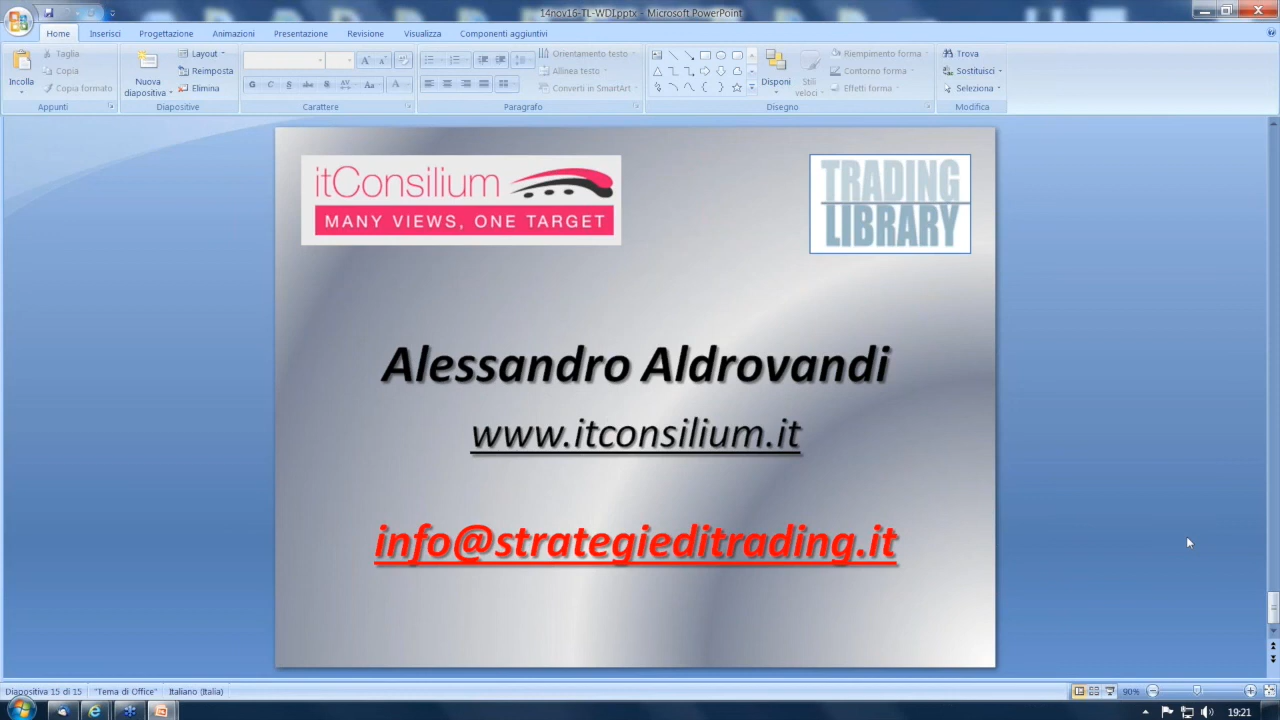 14nov16-TL-WDI.pptx - Microsoft PowerPoint
Home Inserisci Progettazione Animazioni Presentazione Revisione Visualizza Componenti aggiuntivi
Incolla
Taglia
Copia
Copia formato
Appunti
Nuova
diapositiva
Layout
Reimposta
Elimina
Diapositive
G C S abc S AV Aa A
Carattere
Orientamento testo
Allinea testo
Converti in SmartArt
Paragrafo
Disponi
Stili
veloci
Riempimento forma
Contorno forma
Effetti forma
Disegno
Trova
Sostituisci
Seleziona
Modifica
itConsilium
MANY VIEWS, ONE TARGET
TRADING
LIBRARY
Alessandro Aldrovandi
www.itconsilium.it
info@strategieditrading.it
Diapositiva 15 di 15 "Tema di Office" Italiano (Italia) 90%
19:21